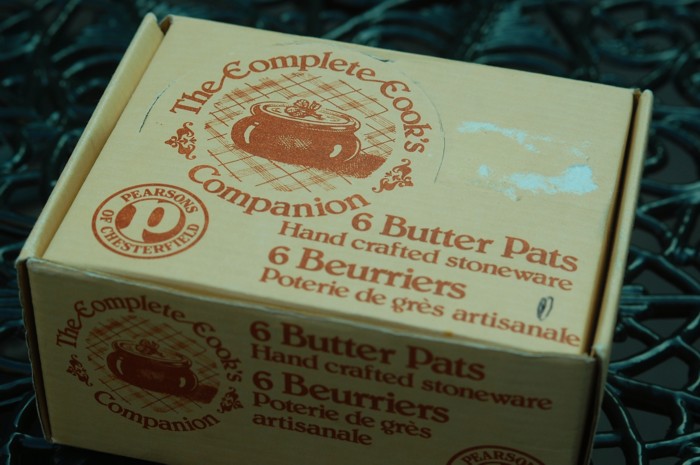 The Complete Cook's
Companion
PEARSONS
P
OF CHESTERFIELD
6 Butter Pats
Hand crafted stoneware
6 Beurriers
Poterie de grès artisanale
The Complete Cook's
Companion
6 Butter Pats
Hand crafted stoneware
6 Beurriers
Poterie de grès
artisanale
PEARSONS